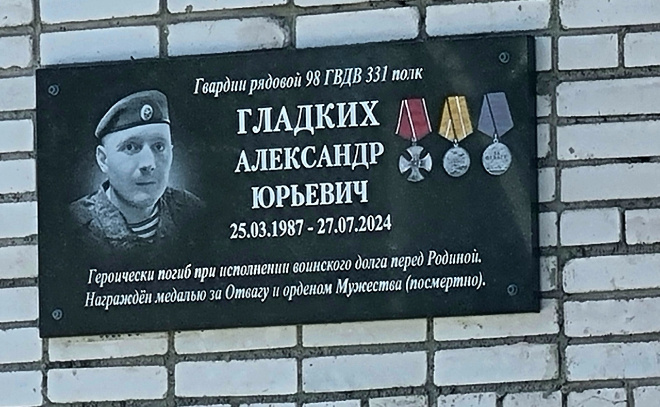 Гвардии рядовой 98 ГВДВ 331 полк
ГЛАДКИХ
АЛЕКСАНДР
ЮРЬЕВИЧ
25.03.1987 - 27.07.2024
Героически погиб при исполнении воинского долга перед Родиной.
Награждён медалью за Отвагу и орденом Мужества (посмертно).